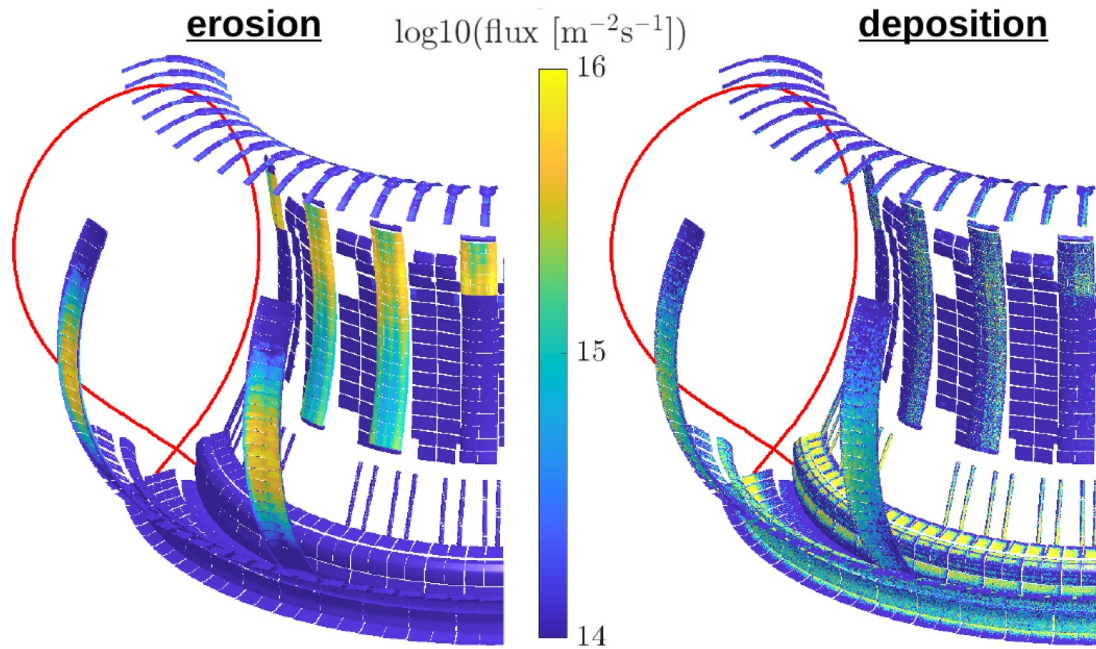 erosion
log10(flux [m⁻²s⁻¹])
deposition
16
15
14